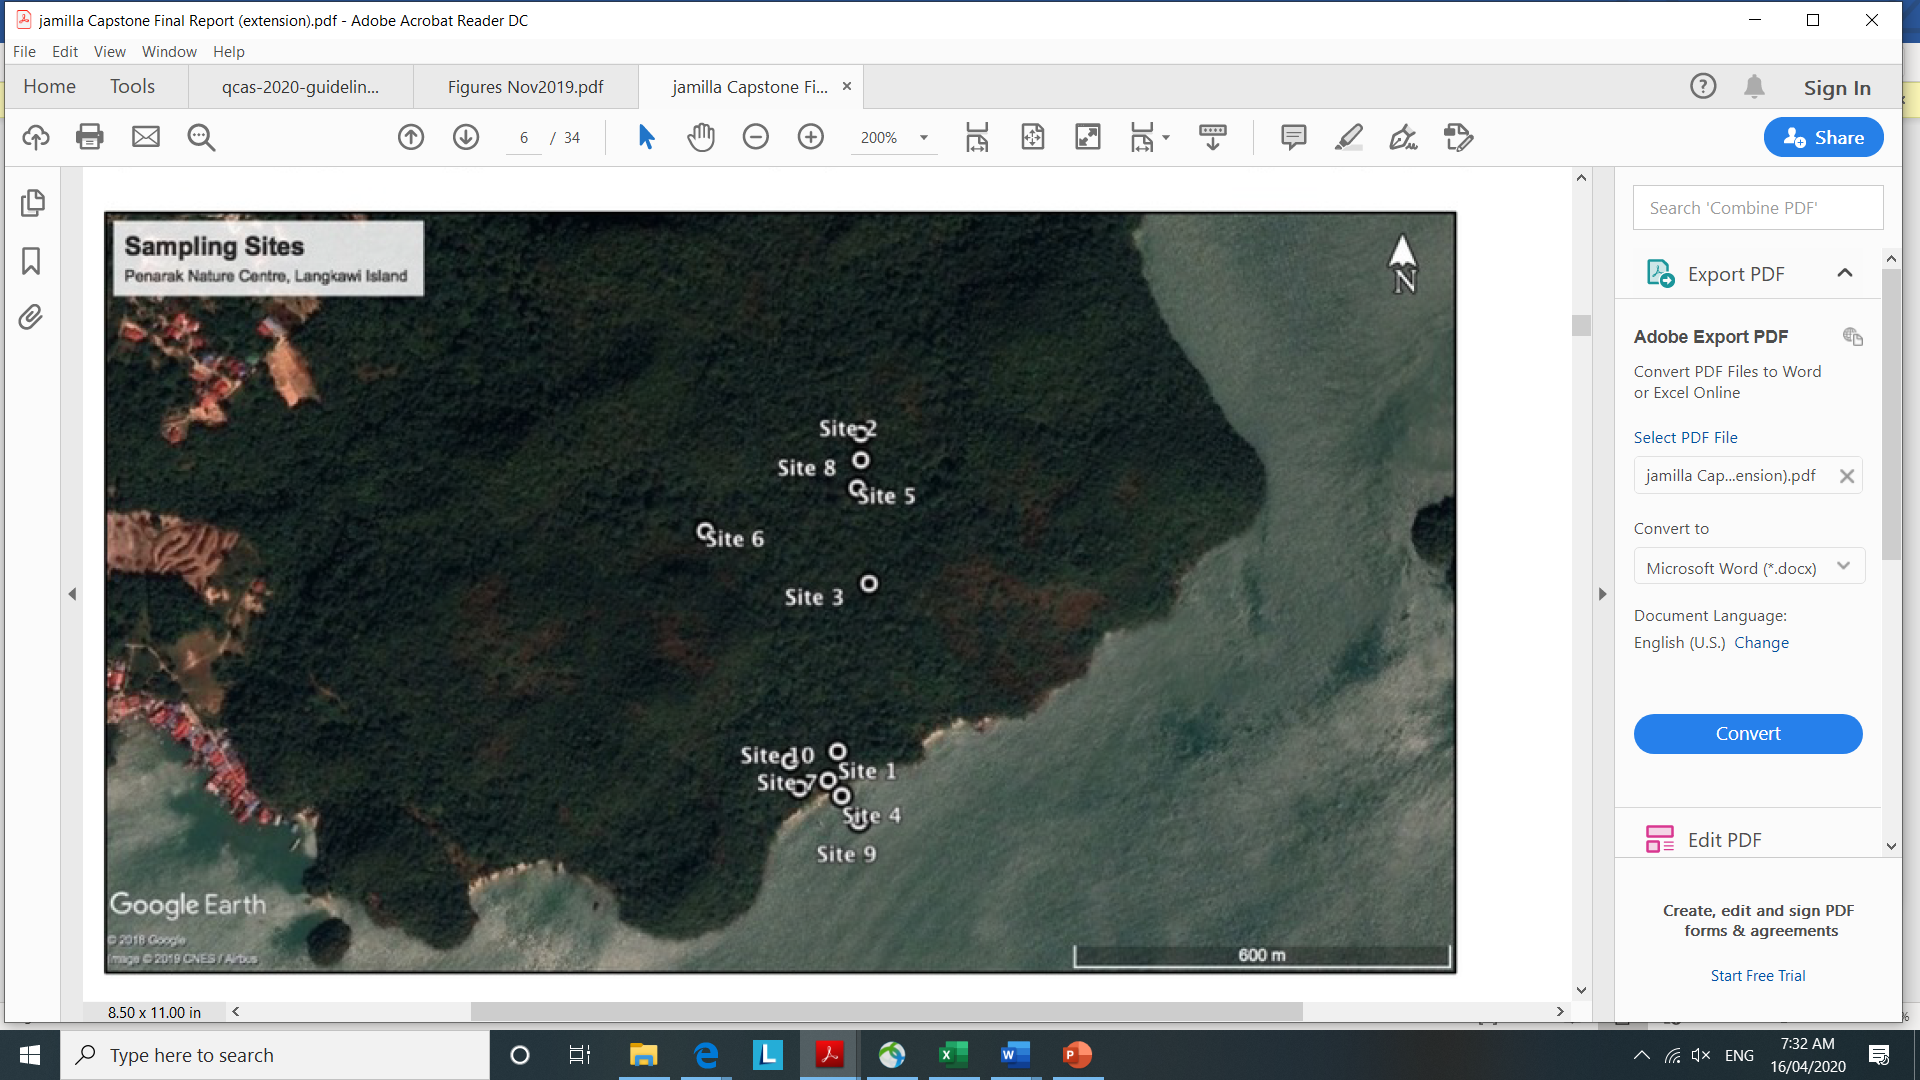 jamilla Capstone Final Report (extension).pdf - Adobe Acrobat Reader DC
File Edit View Window Help
Home Tools qcas-2020-guidelin... Figures Nov2019.pdf jamilla Capstone Fi... × Sign In
6 / 34 200% Share
Search 'Combine PDF'
Sampling Sites
Penarak Nature Centre, Langkawi Island
N
Site 2
Site 8
Site 5
Site 6
Site 3
Site 10
Site 1
Site 7
Site 4
Site 9
Google Earth
© 2018 Google
Image © 2019 CNES / Airbus
600 m
Export PDF
Adobe Export PDF
Convert PDF Files to Word
or Excel Online
Select PDF File
jamilla Cap...ension).pdf
Convert to
Microsoft Word (*.docx)
Document Language:
English (U.S.) Change
Convert
Edit PDF
Create, edit and sign PDF
forms & agreements
Start Free Trial
8.50 x 11.00 in
Type here to search
ENG
7:32 AM
16/04/2020